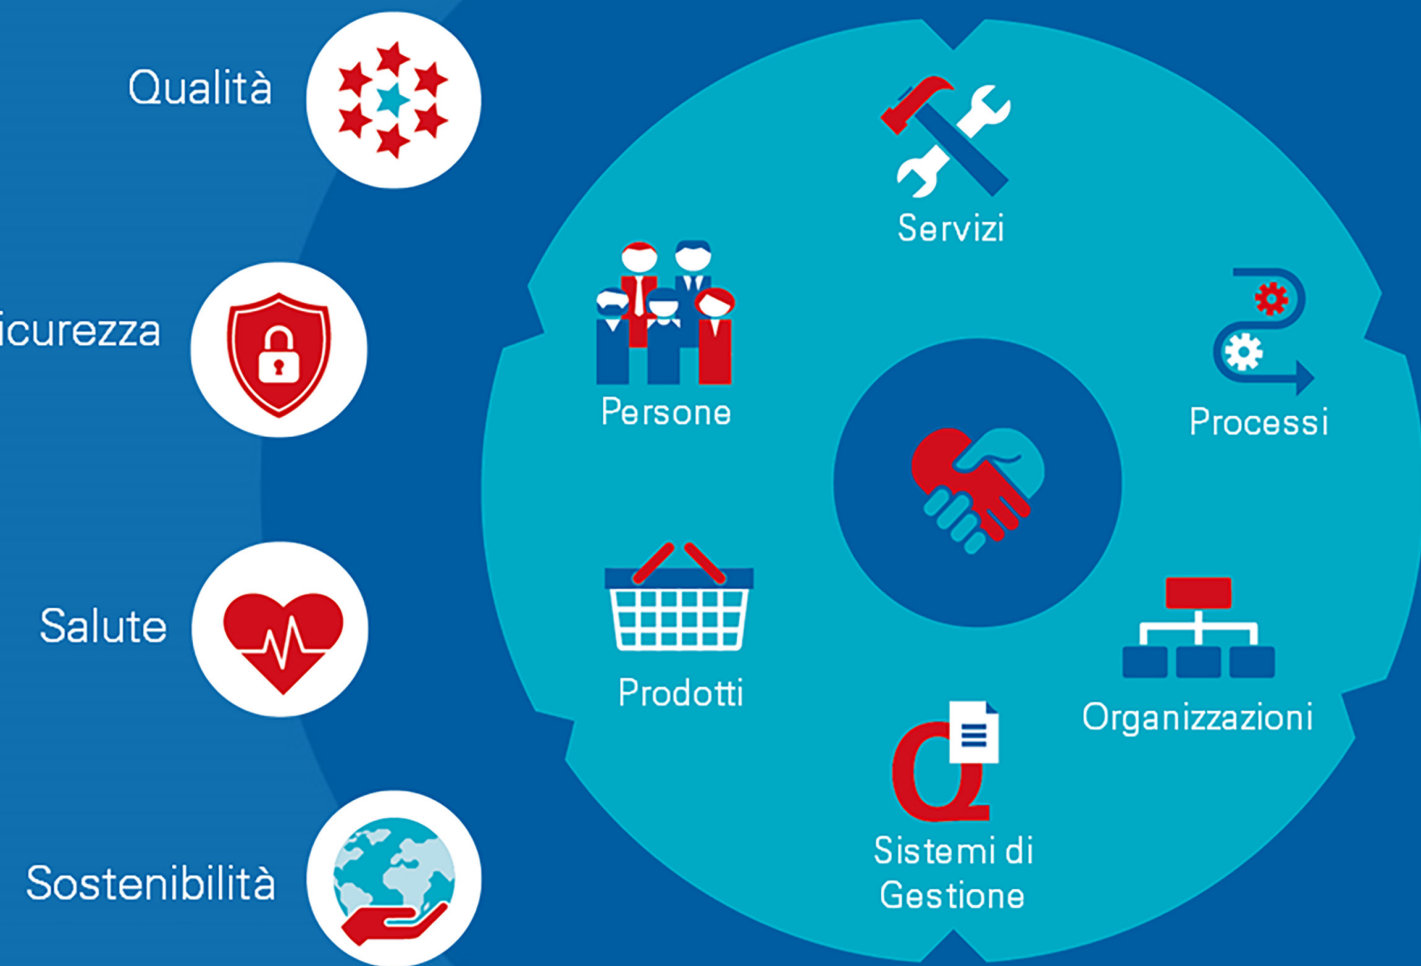 Qualità
icurezza
Salute
Sostenibilità
Servizi
Persone
Processi
Prodotti
Organizzazioni
Sistemi di
Gestione